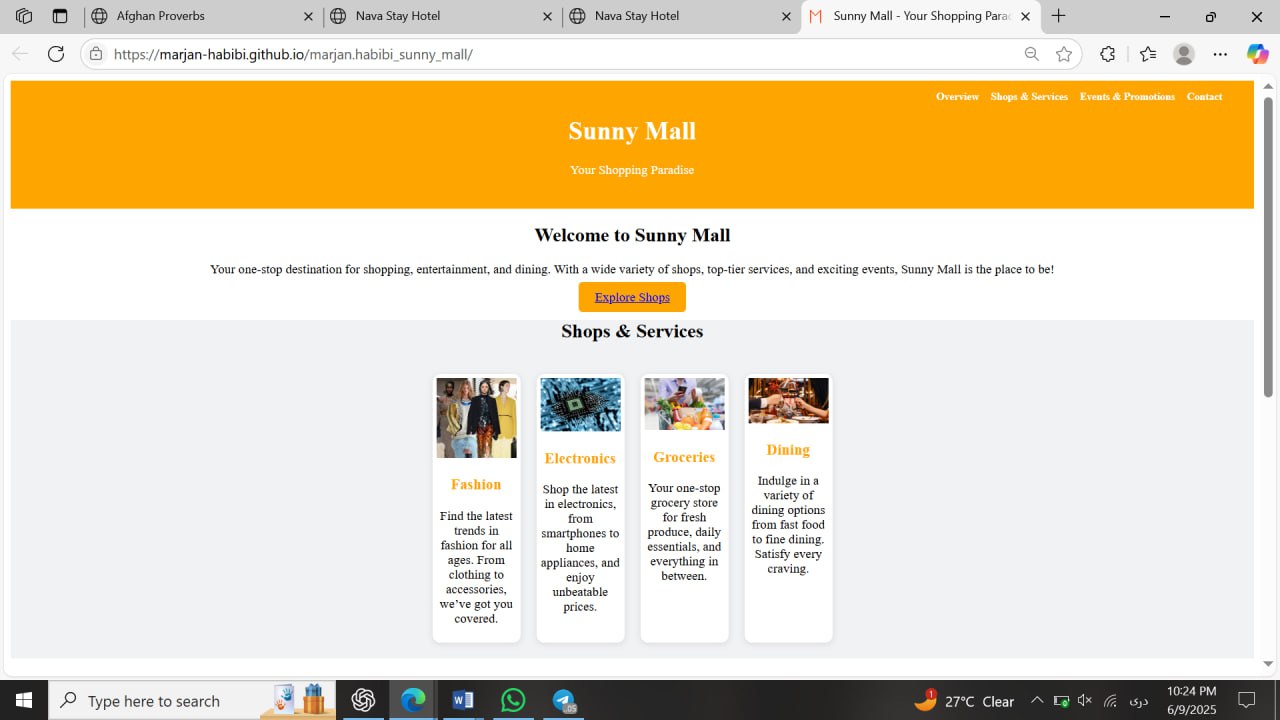 Afghan Proverbs
Nava Stay Hotel
Nava Stay Hotel
Sunny Mall - Your Shopping Parac
https://marjan-habibi.github.io/marjan.habibi_sunny_mall/
Overview Shops & Services Events & Promotions Contact
Sunny Mall
Your Shopping Paradise
Welcome to Sunny Mall
Your one-stop destination for shopping, entertainment, and dining. With a wide variety of shops, top-tier services, and exciting events, Sunny Mall is the place to be!
Explore Shops
Shops & Services
Fashion
Find the latest
trends in
fashion for all
ages. From
clothing to
accessories,
we’ve got you
covered.
Electronics
Shop the latest
in electronics,
from
smartphones to
home
appliances, and
enjoy
unbeatable
prices.
Groceries
Your one-stop
grocery store
for fresh
produce, daily
essentials, and
everything in
between.
Dining
Indulge in a
variety of
dining options
from fast food
to fine dining.
Satisfy every
craving.
Type here to search
1
27°C Clear
دری
10:24 PM
6/9/2025